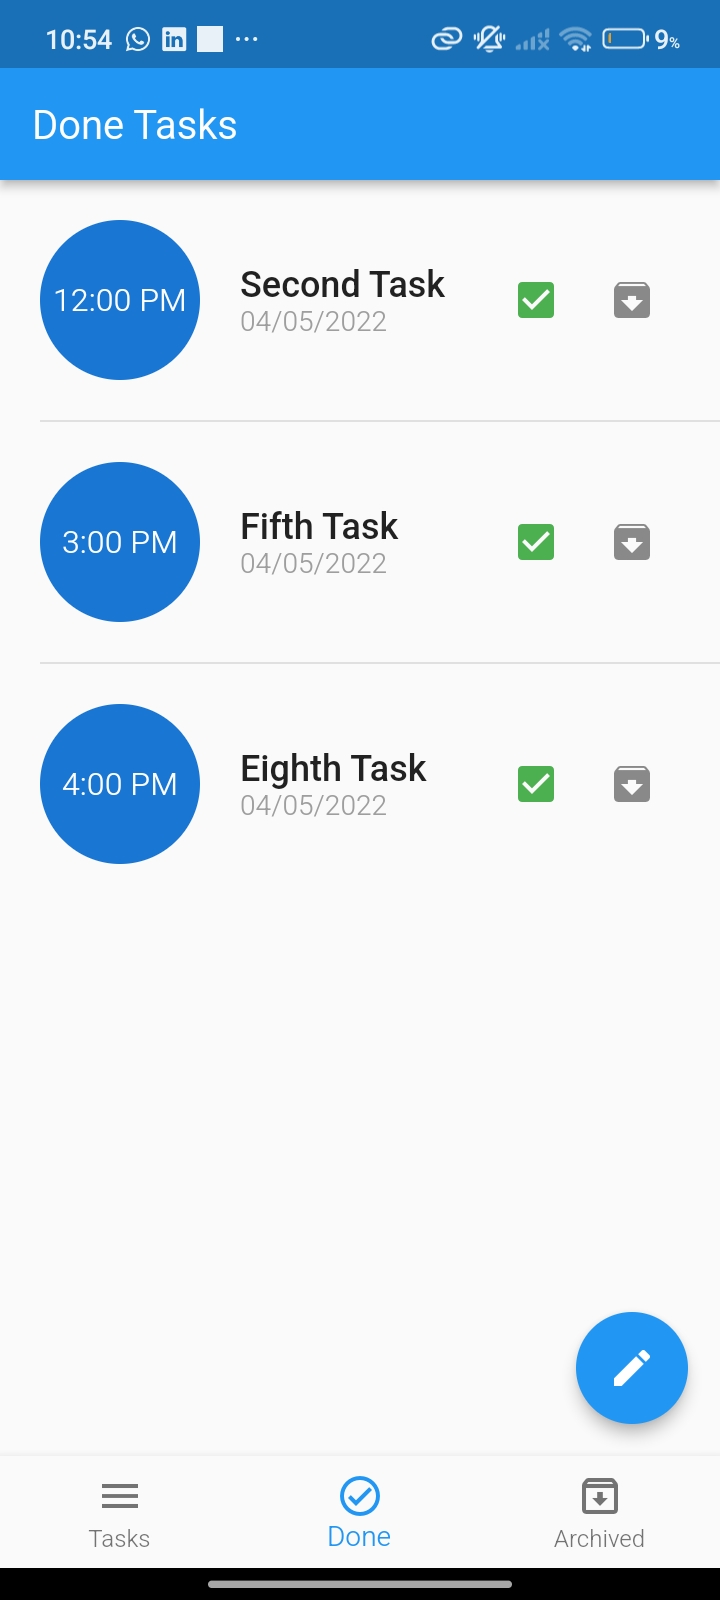 10:54 in ... 9%
Done Tasks
12:00 PM
Second Task
04/05/2022
3:00 PM
Fifth Task
04/05/2022
4:00 PM
Eighth Task
04/05/2022
Tasks Done Archived